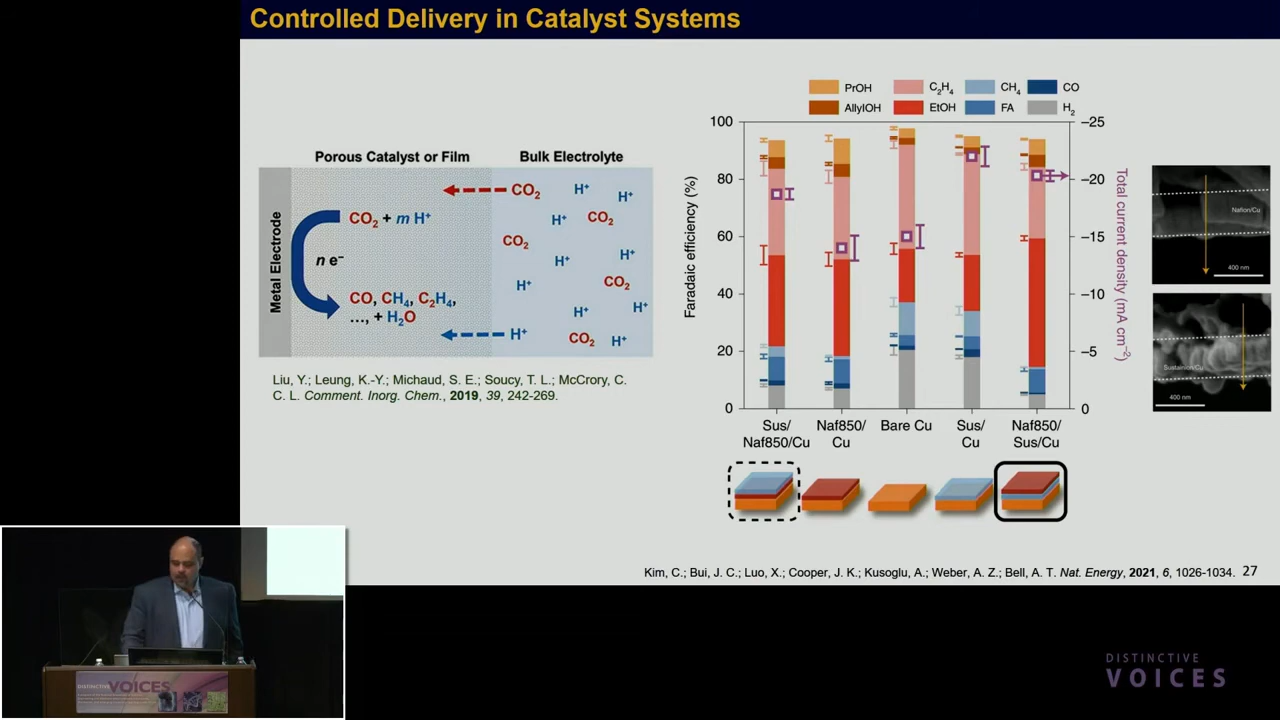 Controlled Delivery in Catalyst Systems
Porous Catalyst or Film
Bulk Electrolyte
Metal Electrode
CO₂ + m H⁺
n e⁻
CO, CH₄, C₂H₄,
…, + H₂O
CO₂
H⁺
H⁺
H⁺
CO₂
CO₂
H⁺
H⁺
H⁺
CO₂
H⁺
H⁺
H⁺
CO₂
H⁺
Liu, Y.; Leung, K.-Y.; Michaud, S. E.; Soucy, T. L.; McCrory, C.
C. L. Comment. Inorg. Chem., 2019, 39, 242-269.
PrOH
C₂H₄
CH₄
CO
AllylOH
EtOH
FA
H₂
Faradaic efficiency (%)
100
80
60
40
20
0
−25
−20
−15
−10
−5
0
Total current density (mA cm⁻²)
Sus/
Naf850/Cu
Naf850/
Cu
Bare Cu
Sus/
Cu
Naf850/
Sus/Cu
Nafion/Cu
400 nm
Sustainion/Cu
400 nm
Kim, C.; Bui, J. C.; Luo, X.; Cooper, J. K.; Kusoglu, A.; Weber, A. Z.; Bell, A. T. Nat. Energy, 2021, 6, 1026-1034.
27
DISTINCTIVE
VOICES
DISTINCTIVE
VOICES